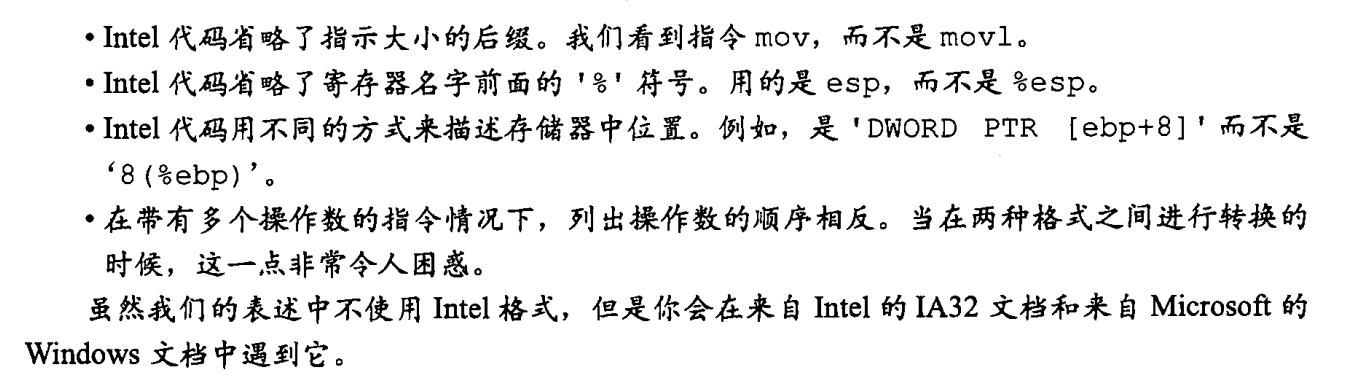 • Intel 代码省略了指示大小的后缀。我们看到指令 mov，而不是 movl。
• Intel 代码省略了寄存器名字前面的 '%' 符号。用的是 esp，而不是 %esp。
• Intel 代码用不同的方式来描述存储器中位置。例如，是 'DWORD PTR [ebp+8]' 而不是
‘8(%ebp)’。
• 在带有多个操作数的指令情况下，列出操作数的顺序相反。当在两种格式之间进行转换的
时候，这一点非常令人困惑。
虽然我们的表述中不使用 Intel 格式，但是你会在来自 Intel 的 IA32 文档和来自 Microsoft 的
Windows 文档中遇到它。